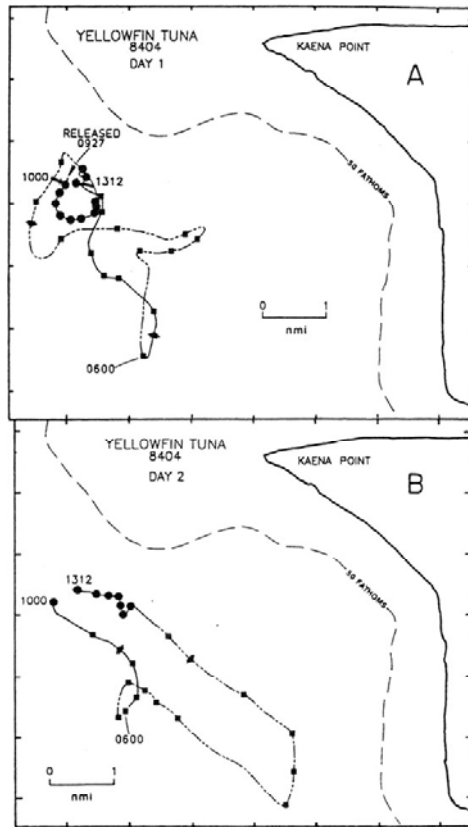 YELLOWFIN TUNA
8404
DAY 1
KAENA POINT
A
RELEASED
0927
1000
1312
50 FATHOMS
0 1
nmi
0600
YELLOWFIN TUNA
8404
DAY 2
KAENA POINT
B
1312
1000
50 FATHOMS
0600
0 1
nmi